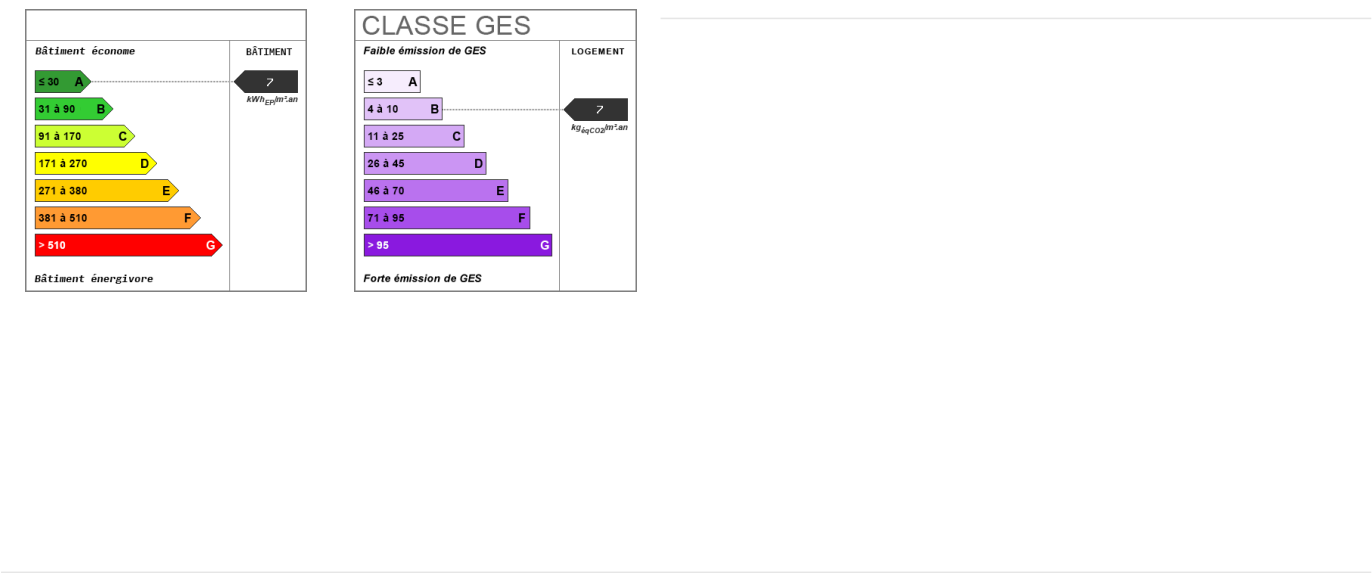 Bâtiment économe
BÂTIMENT
≤ 30 A
7
kWhEP/m².an
31 à 90 B
91 à 170 C
171 à 270 D
271 à 380 E
381 à 510 F
> 510 G
Bâtiment énergivore
CLASSE GES
Faible émission de GES
LOGEMENT
≤ 3 A
4 à 10 B
7
kgéqCO2/m².an
11 à 25 C
26 à 45 D
46 à 70 E
71 à 95 F
> 95 G
Forte émission de GES